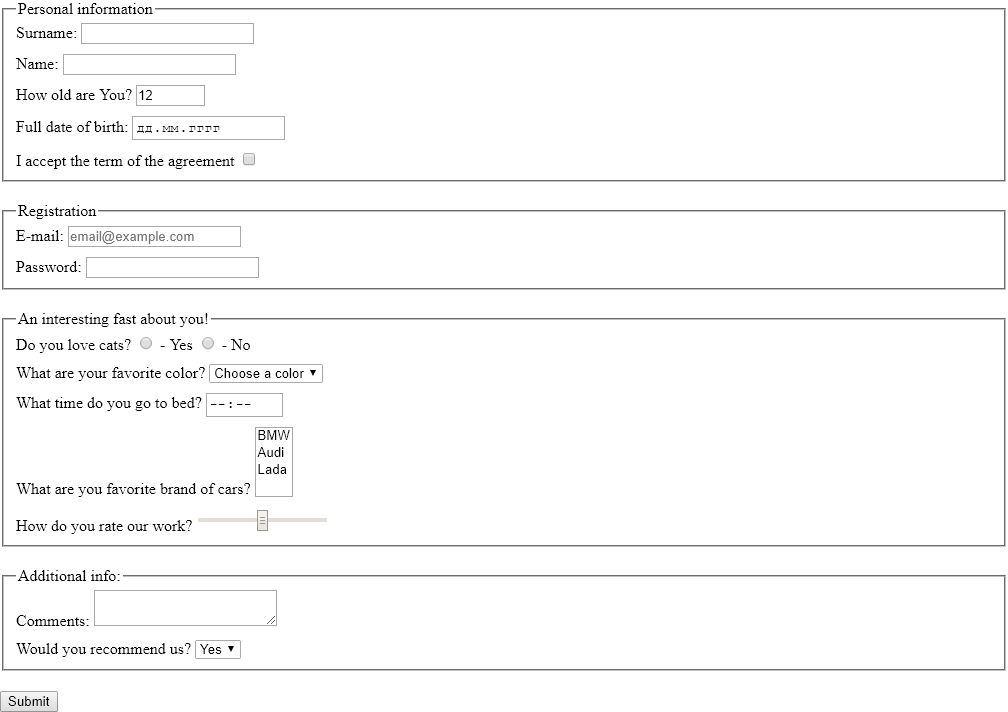 Personal information
Surname:
Name:
How old are You? 12
Full date of birth: дд.мм.гггг
I accept the term of the agreement
Registration
E-mail: email@example.com
Password:
An interesting fast about you!
Do you love cats? - Yes - No
What are your favorite color? Choose a color
What time do you go to bed? --:--
BMW
Audi
Lada
What are you favorite brand of cars?
How do you rate our work?
Additional info:
Comments:
Would you recommend us? Yes
Submit